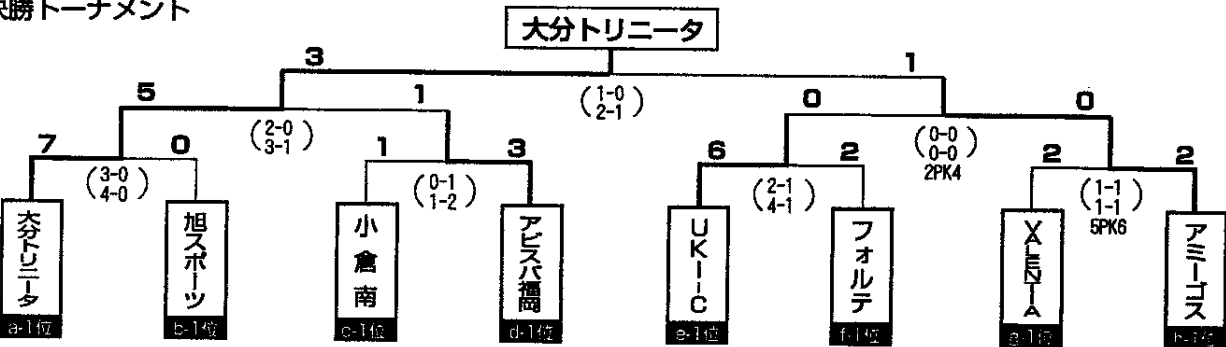 決勝トーナメント
大分トリニータ
3 1
(1-0 2-1)
5 1 0 0
(2-0 3-1)
(0-0 0-0)
2PK4
7 0 1 3 6 2 2 2
(3-0 4-0)
(0-1 1-2)
(2-1 4-1)
(1-1 1-1)
5PK6
大分トリニータ
旭スポーツ
小倉南
アビスパ福岡
UKI-C
フォルテ
VALENTIA
アミーゴス
a-1位
b-1位
c-1位
d-1位
e-1位
f-1位
g-1位
h-1位